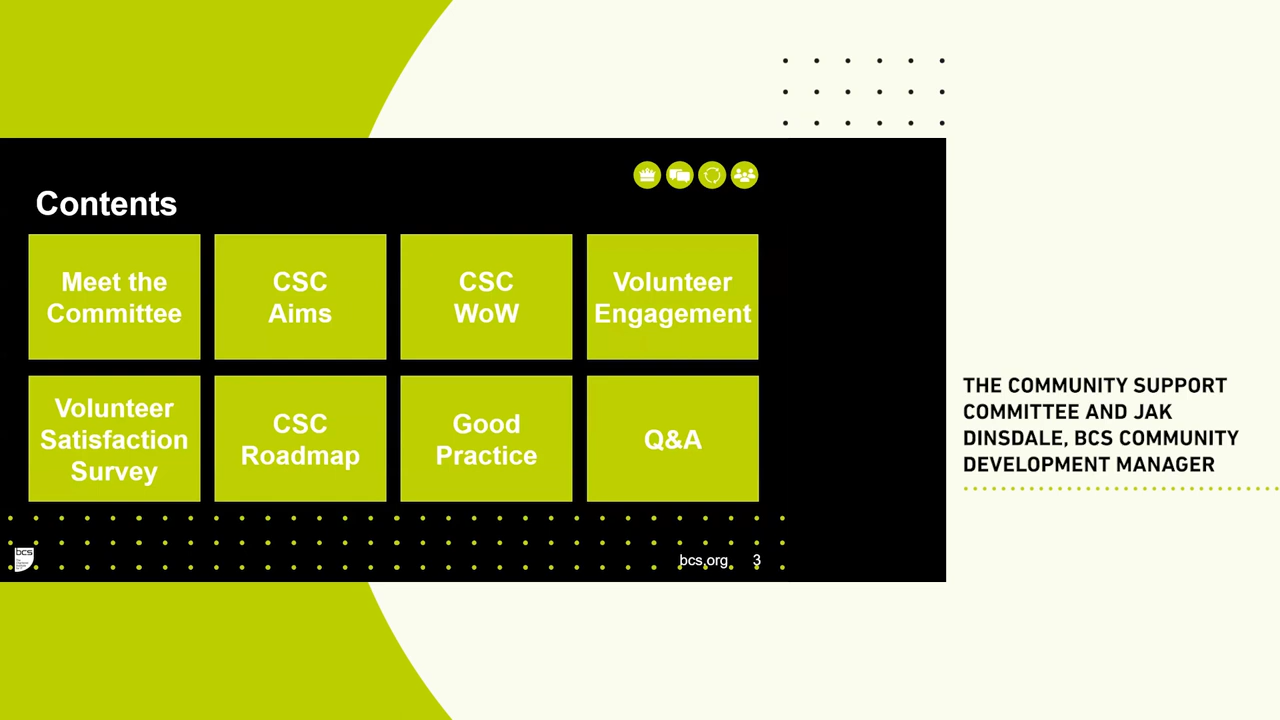 Contents
Meet the
Committee
CSC
Aims
CSC
WoW
Volunteer
Engagement
Volunteer
Satisfaction
Survey
CSC
Roadmap
Good
Practice
Q&A
bcs
bcs.org
3
THE COMMUNITY SUPPORT
COMMITTEE AND JAK
DINSDALE, BCS COMMUNITY
DEVELOPMENT MANAGER